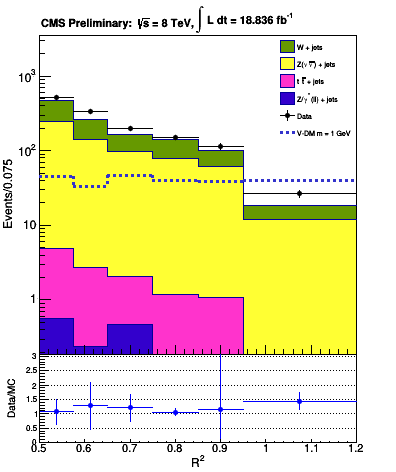 CMS Preliminary: √s = 8 TeV, ∫ L dt = 18.836 fb⁻¹
W + jets
Z(νν̅) + jets
t t̅ + jets
Z/γ*(ll) + jets
Data
V-DM m = 1 GeV
Events/0.075
10³
10²
10
1
Data/MC
3
2.5
2
1.5
1
0.5
0
0.5 0.6 0.7 0.8 0.9 1 1.1 1.2
R²